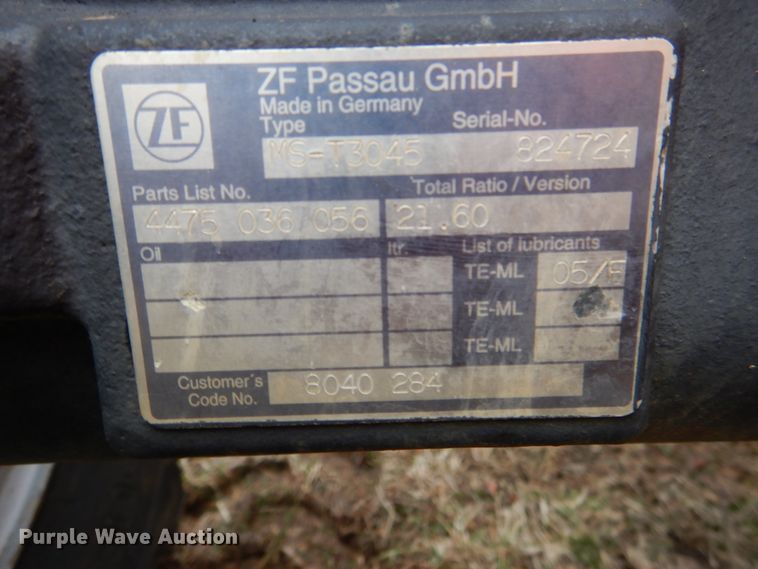 ZF Passau GmbH
Made in Germany
Type Serial-No.
ZF
MS-T3045 824724
Parts List No. Total Ratio / Version
4475 036 056 21.60
Oil ltr. List of lubricants
TE-ML 05/F
TE-ML
TE-ML
Customer's
Code No. 8040 284
Purple Wave Auction